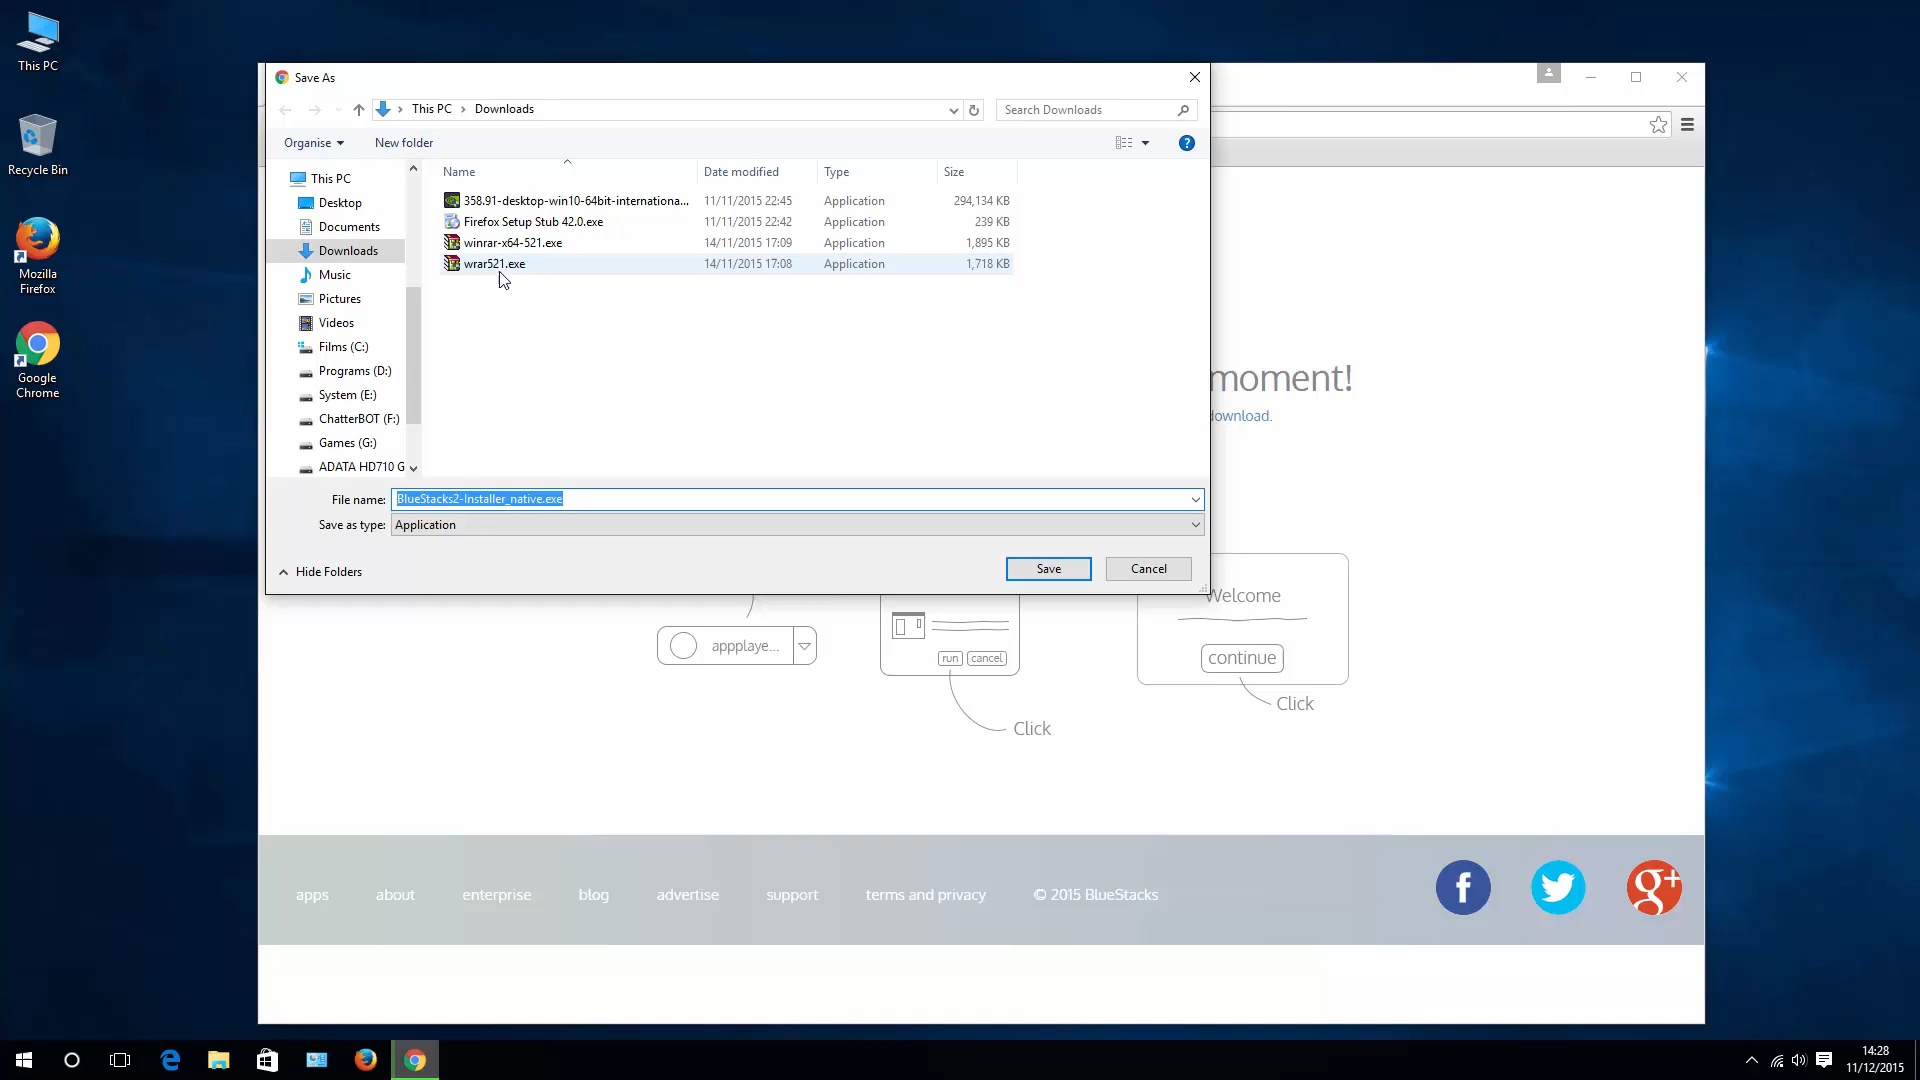 This PC
Recycle Bin
Mozilla
Firefox
Google
Chrome
Save As
This PC
Downloads
Search Downloads
Organise
New folder
This PC
Desktop
Documents
Downloads
Music
Pictures
Videos
Films (C:)
Programs (D:)
System (E:)
ChatterBOT (F:)
Games (G:)
ADATA HD710 G
Name Date modified Type Size
358.91-desktop-win10-64bit-internationa... 11/11/2015 22:45 Application 294,134 KB
Firefox Setup Stub 42.0.exe 11/11/2015 22:42 Application 239 KB
winrar-x64-521.exe 14/11/2015 17:09 Application 1,895 KB
wrar521.exe 14/11/2015 17:08 Application 1,718 KB
File name: BlueStacks2-Installer_native.exe
Save as type: Application
Hide Folders
Save
Cancel
moment!
download.
appplaye...
run
cancel
Click
Welcome
continue
Click
apps about enterprise blog advertise support terms and privacy © 2015 BlueStacks
f
g+
14:28
11/12/2015